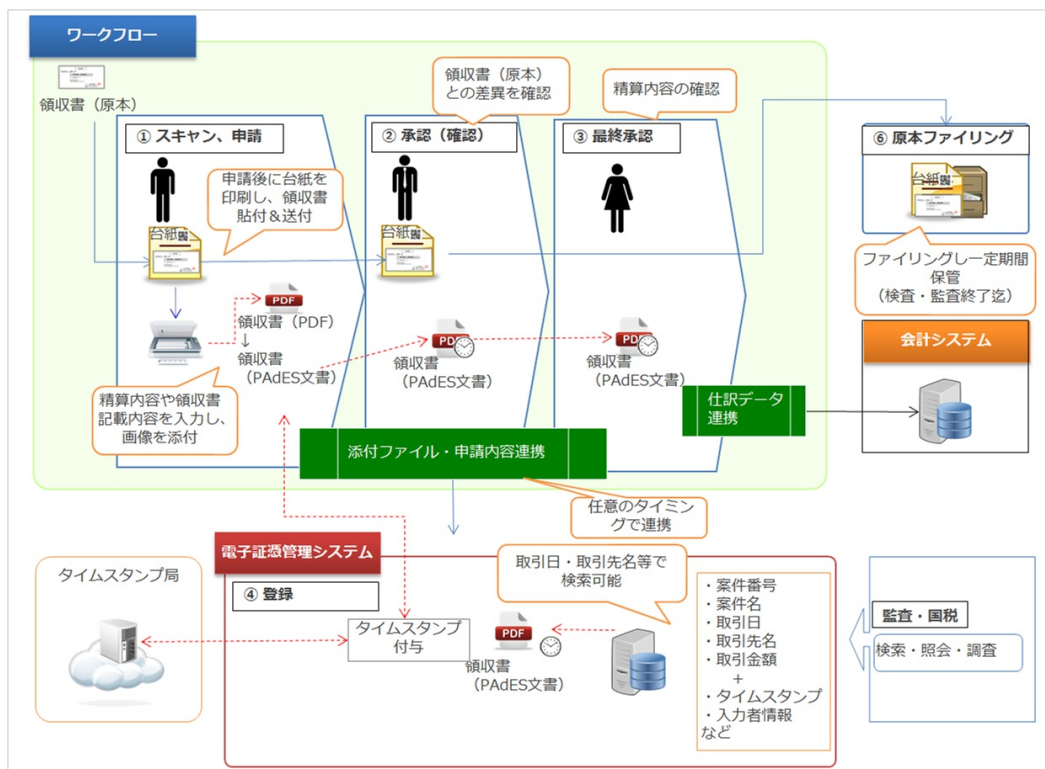 ワークフロー
領収書（原本）
① スキャン、申請
申請後に台紙を
印刷し、領収書
貼付＆送付
台紙
PDF
領収書（PDF）
↓
領収書
（PAdES文書）
精算内容や領収書
記載内容を入力し、
画像を添付
② 承認（確認）
領収書（原本）
との差異を確認
台紙
PDF
領収書
（PAdES文書）
③ 最終承認
精算内容の確認
PDF
領収書
（PAdES文書）
添付ファイル・申請内容連携
仕訳データ
連携
任意のタイミン
グで連携
⑥ 原本ファイリング
台紙
ファイリングし一定期間
保管
（検査・監査終了迄）
会計システム
電子証憑管理システム
④ 登録
タイムスタンプ局
タイムスタンプ
付与
PDF
領収書
（PAdES文書）
取引日・取引先名等で
検索可能
・案件番号
・案件名
・取引日
・取引先名
・取引金額
+
・タイムスタンプ
・入力者情報
など
監査・国税
検索・照会・調査